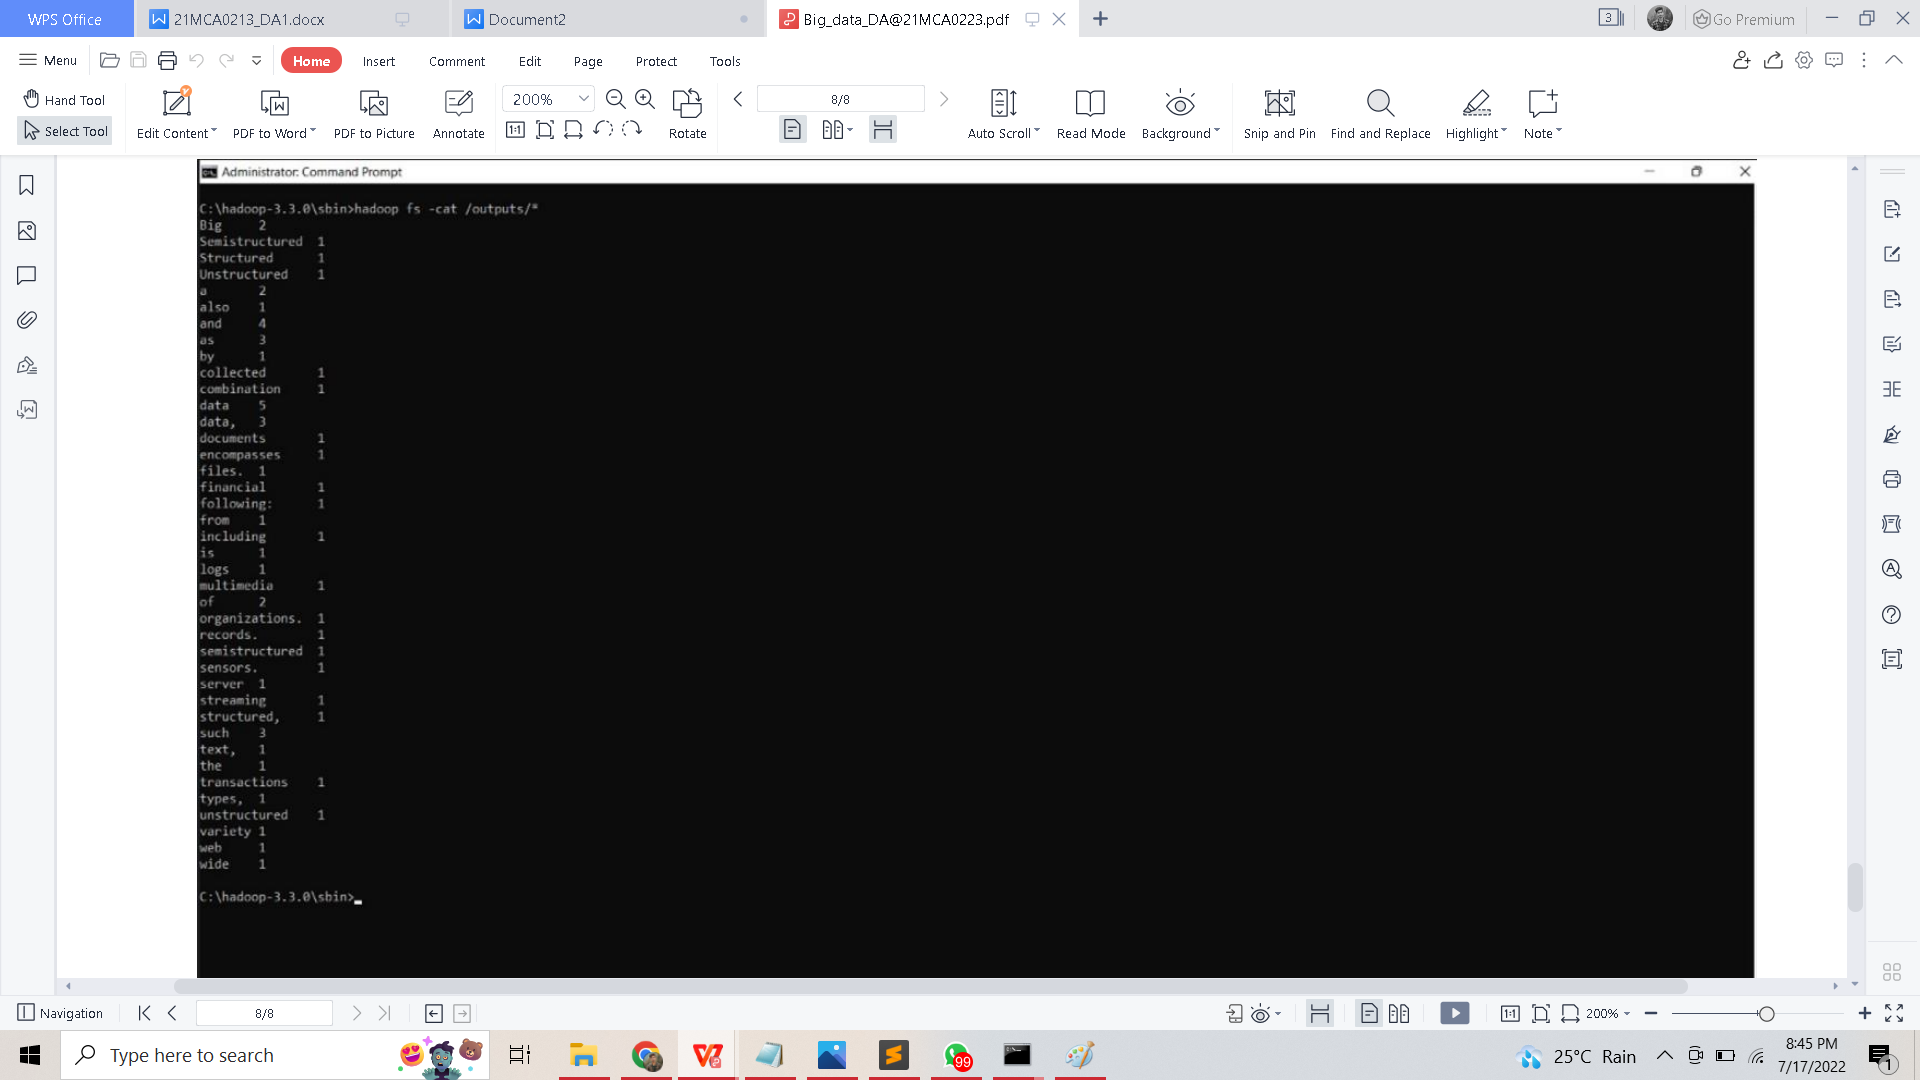 WPS Office 21MCA0213_DA1.docx Document2 Big_data_DA@21MCA0223.pdf 3 Go Premium
Menu Home Insert Comment Edit Page Protect Tools
Hand Tool
Select Tool
Edit Content PDF to Word PDF to Picture Annotate
200%
1:1
Rotate
8/8
Auto Scroll Read Mode Background Snip and Pin Find and Replace Highlight Note
Administrator: Command Prompt
C:\hadoop-3.3.0\sbin>hadoop fs -cat /outputs/*
Big 2
Semistructured 1
Structured 1
Unstructured 1
a 2
also 1
and 4
as 3
by 1
collected 1
combination 1
data 5
data, 3
documents 1
encompasses 1
files. 1
financial 1
following: 1
from 1
including 1
is 1
logs 1
multimedia 1
of 2
organizations. 1
records. 1
semistructured 1
sensors. 1
server 1
streaming 1
structured, 1
such 3
text, 1
the 1
transactions 1
types, 1
unstructured 1
variety 1
web 1
wide 1
C:\hadoop-3.3.0\sbin>
Navigation 8/8 1:1 200%
Type here to search 99 25°C Rain 8:45 PM
7/17/2022 1